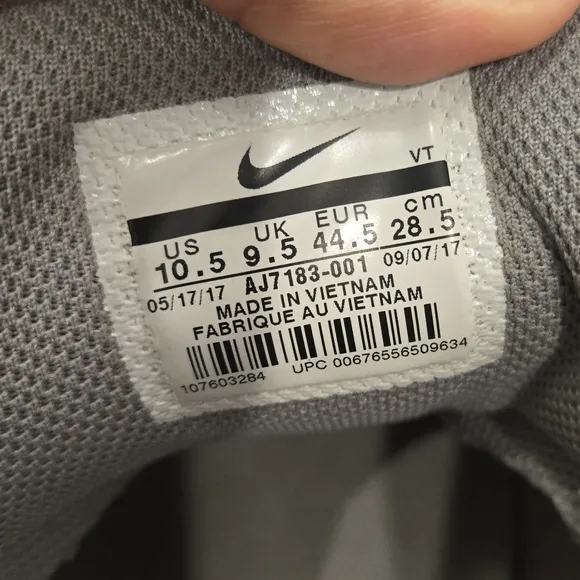 VT
US UK EUR cm
10.5 9.5 44.5 28.5
05/17/17 AJ7183-001 09/07/17
MADE IN VIETNAM
FABRIQUE AU VIETNAM
107603284 UPC 00676556509634